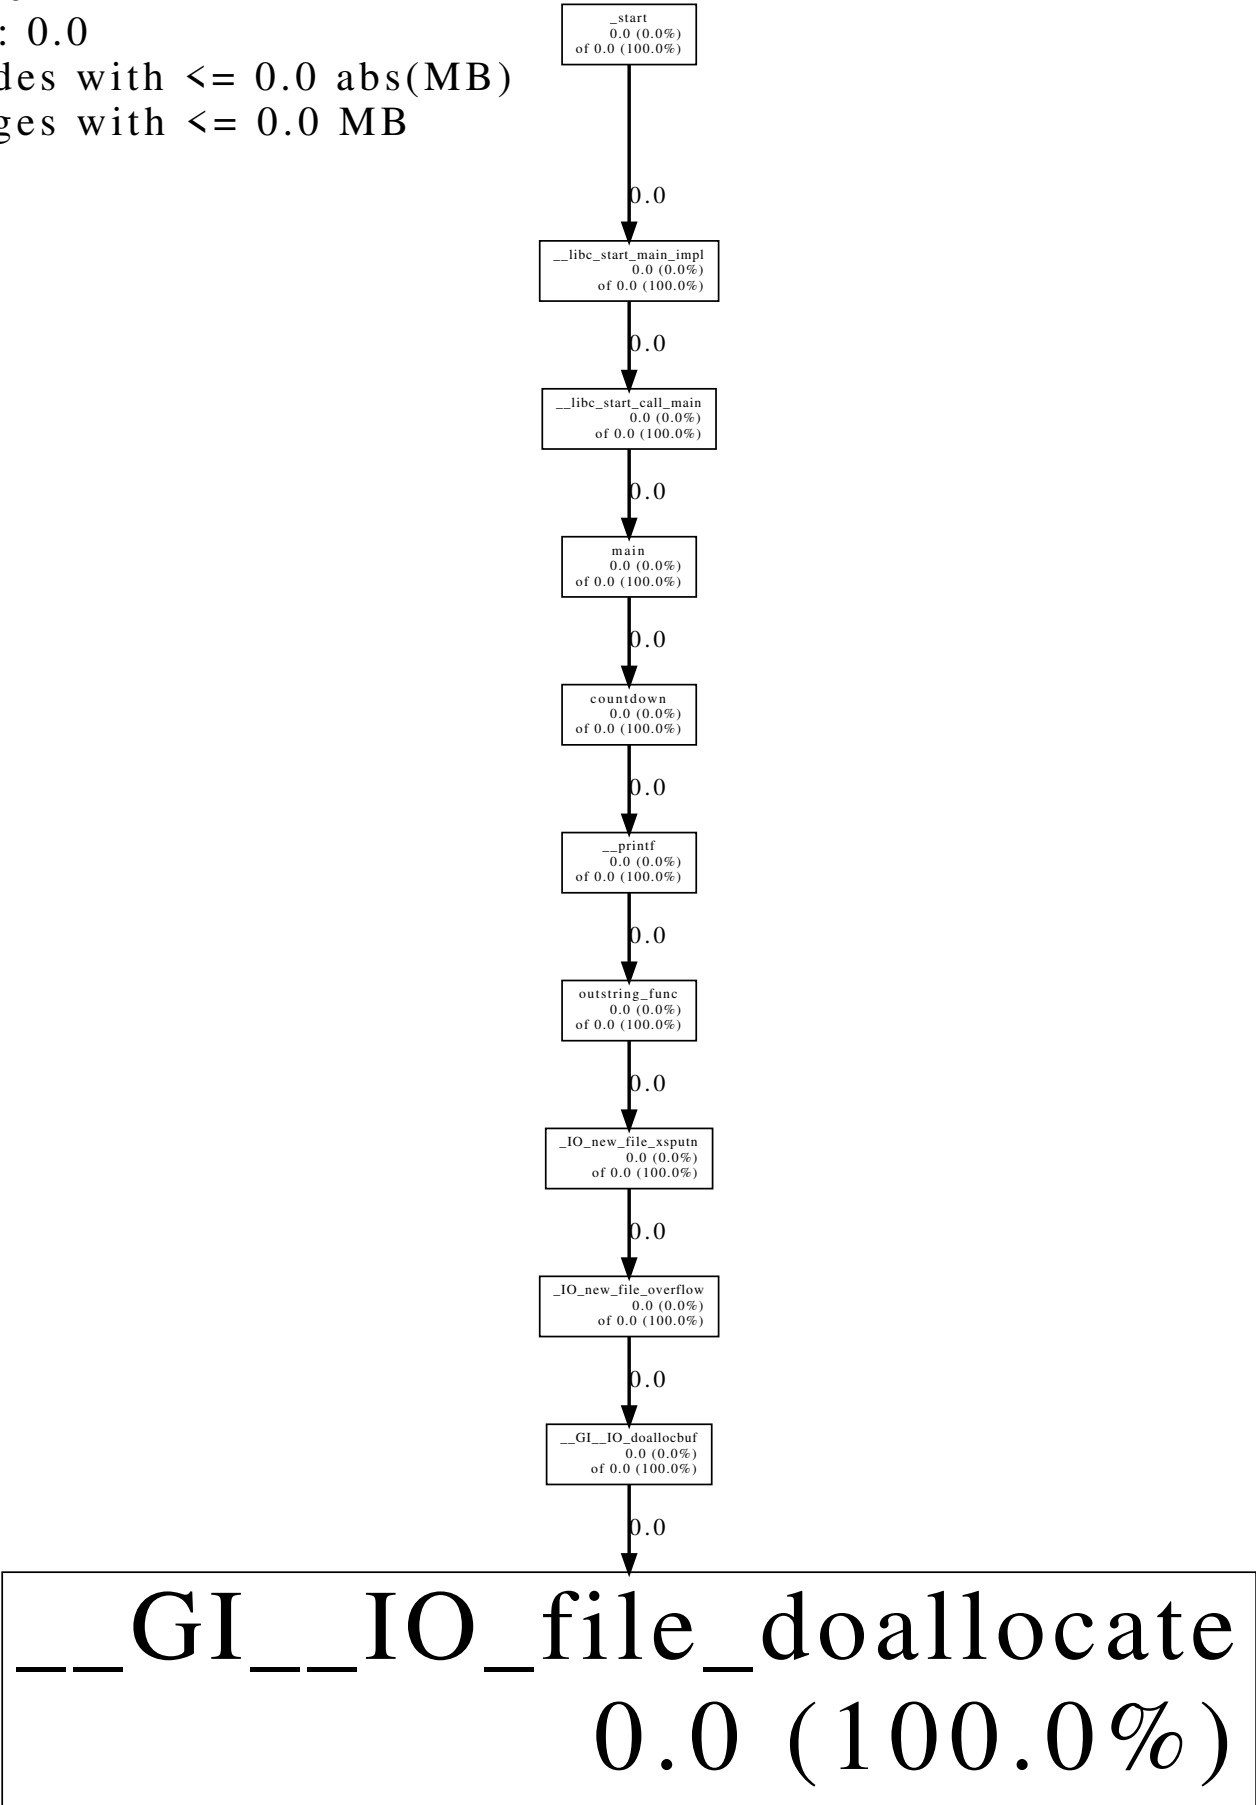 : 0.0
des with <= 0.0 abs(MB)
ges with <= 0.0 MB
_start
0.0 (0.0%)
of 0.0 (100.0%)
0.0
__libc_start_main_impl
0.0 (0.0%)
of 0.0 (100.0%)
0.0
__libc_start_call_main
0.0 (0.0%)
of 0.0 (100.0%)
0.0
main
0.0 (0.0%)
of 0.0 (100.0%)
0.0
countdown
0.0 (0.0%)
of 0.0 (100.0%)
0.0
__printf
0.0 (0.0%)
of 0.0 (100.0%)
0.0
outstring_func
0.0 (0.0%)
of 0.0 (100.0%)
0.0
_IO_new_file_xsputn
0.0 (0.0%)
of 0.0 (100.0%)
0.0
_IO_new_file_overflow
0.0 (0.0%)
of 0.0 (100.0%)
0.0
__GI__IO_doallocbuf
0.0 (0.0%)
of 0.0 (100.0%)
0.0
__GI__IO_file_doallocate
0.0 (100.0%)